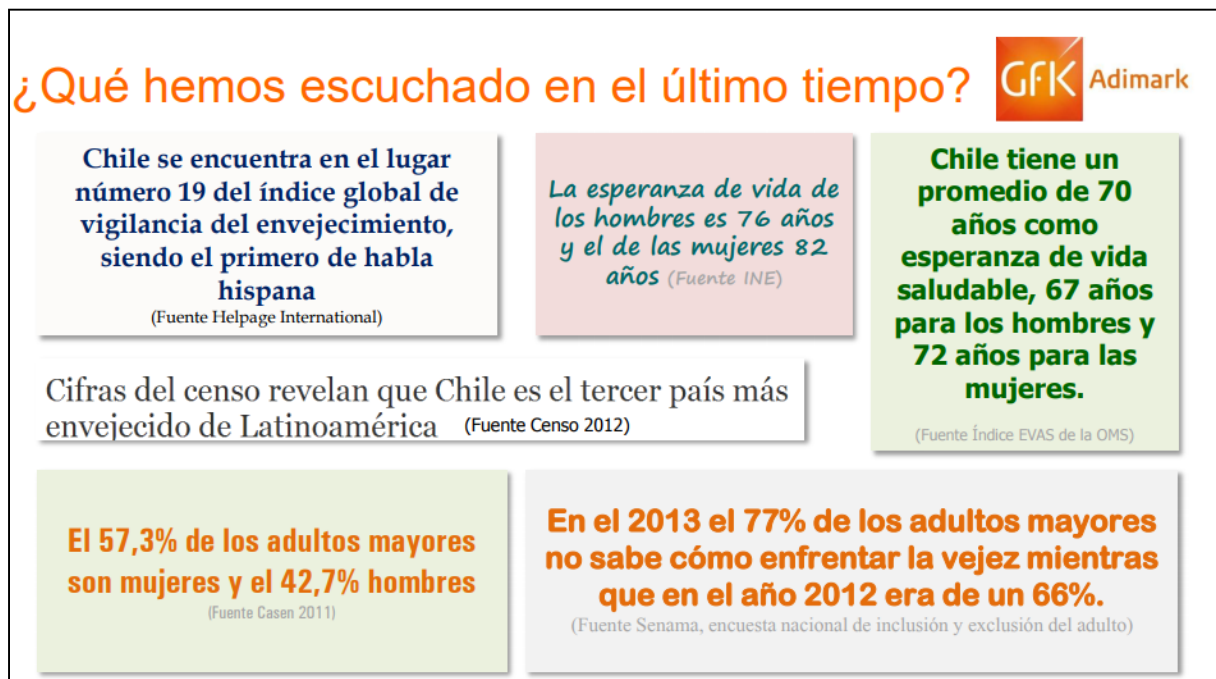 ¿Qué hemos escuchado en el último tiempo?
GfK Adimark
Chile se encuentra en el lugar
número 19 del índice global de
vigilancia del envejecimiento,
siendo el primero de habla
hispana
(Fuente Helpage International)
La esperanza de vida de
los hombres es 76 años
y el de las mujeres 82
años (Fuente INE)
Chile tiene un
promedio de 70
años como
esperanza de vida
saludable, 67 años
para los hombres y
72 años para las
mujeres.
(Fuente Índice EVAS de la OMS)
Cifras del censo revelan que Chile es el tercer país más
envejecido de Latinoamérica (Fuente Censo 2012)
El 57,3% de los adultos mayores
son mujeres y el 42,7% hombres
(Fuente Casen 2011)
En el 2013 el 77% de los adultos mayores
no sabe cómo enfrentar la vejez mientras
que en el año 2012 era de un 66%.
(Fuente Senama, encuesta nacional de inclusión y exclusión del adulto)